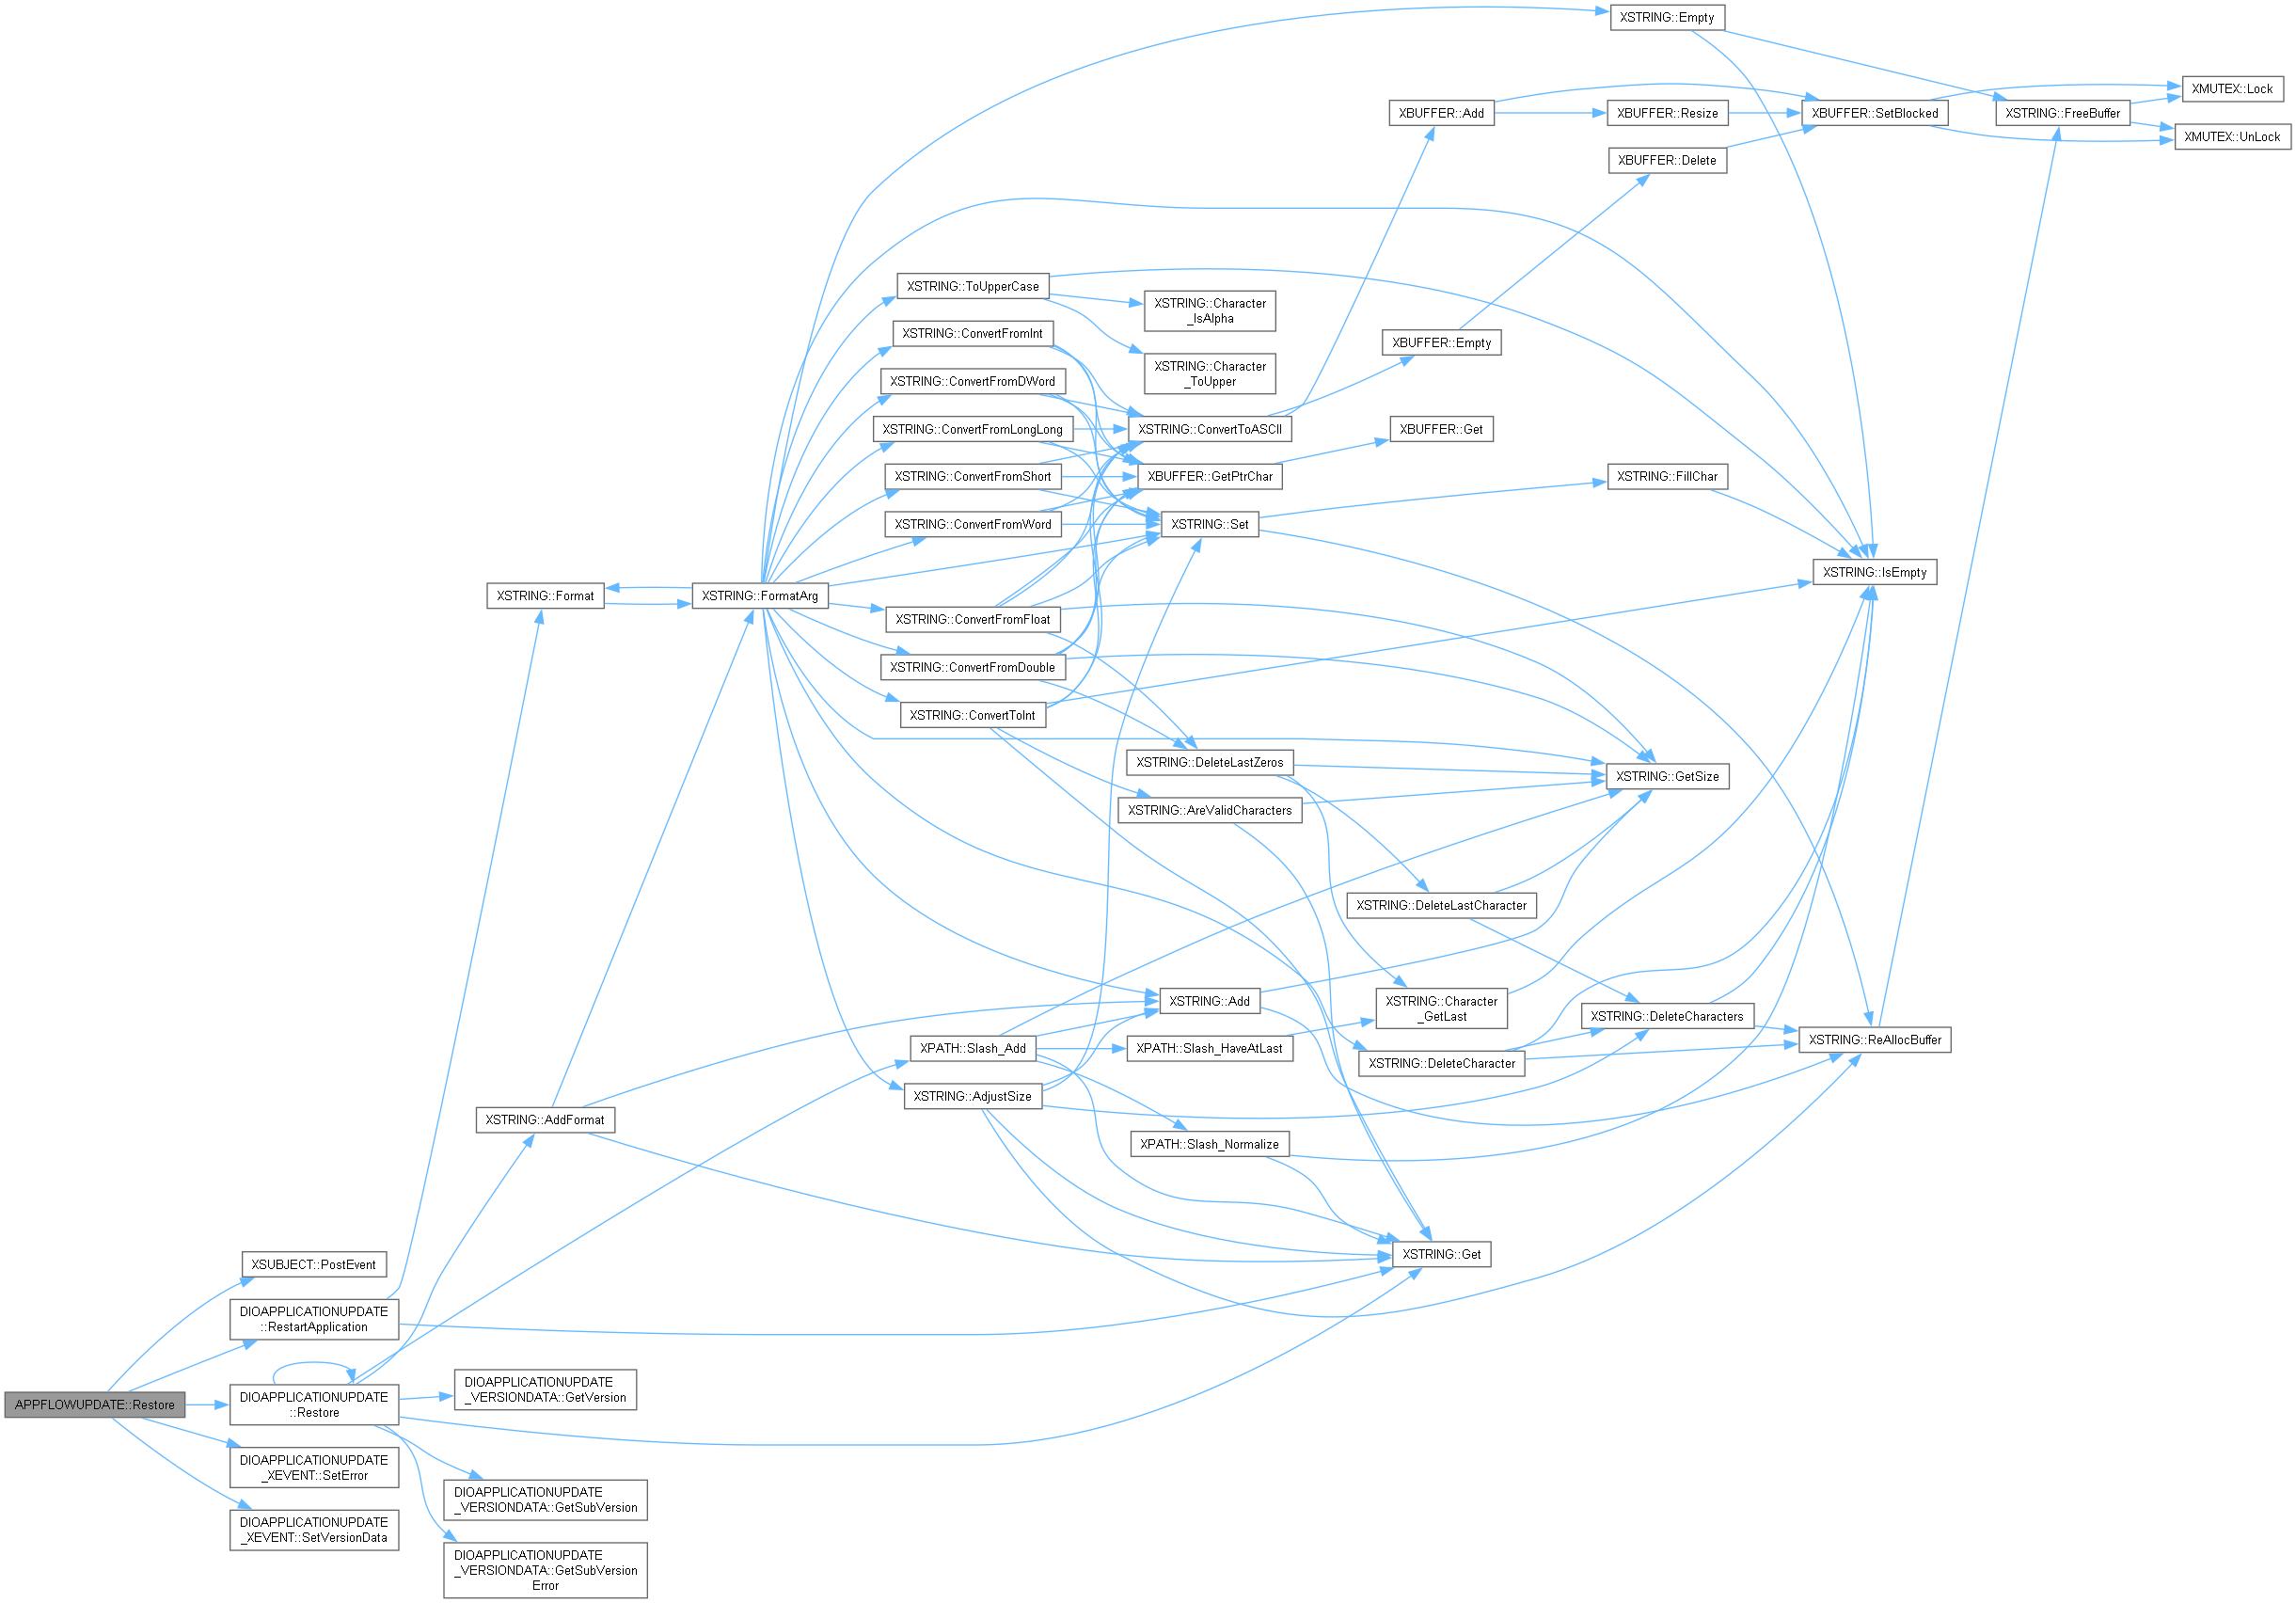 XSTRING::Empty
XMUTEX::Lock
XBUFFER::Add
XBUFFER::Resize
XBUFFER::SetBlocked
XSTRING::FreeBuffer
XMUTEX::UnLock
XBUFFER::Delete
XSTRING::ToUpperCase
XSTRING::Character
_IsAlpha
XSTRING::ConvertFromInt
XBUFFER::Empty
XSTRING::Character
_ToUpper
XSTRING::ConvertFromDWord
XSTRING::ConvertFromLongLong
XSTRING::ConvertToASCII
XBUFFER::Get
XSTRING::ConvertFromShort
XBUFFER::GetPtrChar
XSTRING::FillChar
XSTRING::ConvertFromWord
XSTRING::Set
XSTRING::IsEmpty
XSTRING::Format
XSTRING::FormatArg
XSTRING::ConvertFromFloat
XSTRING::ConvertFromDouble
XSTRING::ConvertToInt
XSTRING::DeleteLastZeros
XSTRING::GetSize
XSTRING::AreValidCharacters
XSTRING::DeleteLastCharacter
XSTRING::Add
XSTRING::Character
_GetLast
XSTRING::DeleteCharacters
XSTRING::ReAllocBuffer
XPATH::Slash_Add
XPATH::Slash_HaveAtLast
XSTRING::DeleteCharacter
XSTRING::AdjustSize
XSTRING::AddFormat
XPATH::Slash_Normalize
XSTRING::Get
XSUBJECT::PostEvent
DIOAPPLICATIONUPDATE
::RestartApplication
APPFLOWUPDATE::Restore
DIOAPPLICATIONUPDATE
::Restore
DIOAPPLICATIONUPDATE
_VERSIONDATA::GetVersion
DIOAPPLICATIONUPDATE
_XEVENT::SetError
DIOAPPLICATIONUPDATE
_VERSIONDATA::GetSubVersion
DIOAPPLICATIONUPDATE
_XEVENT::SetVersionData
DIOAPPLICATIONUPDATE
_VERSIONDATA::GetSubVersion
Error